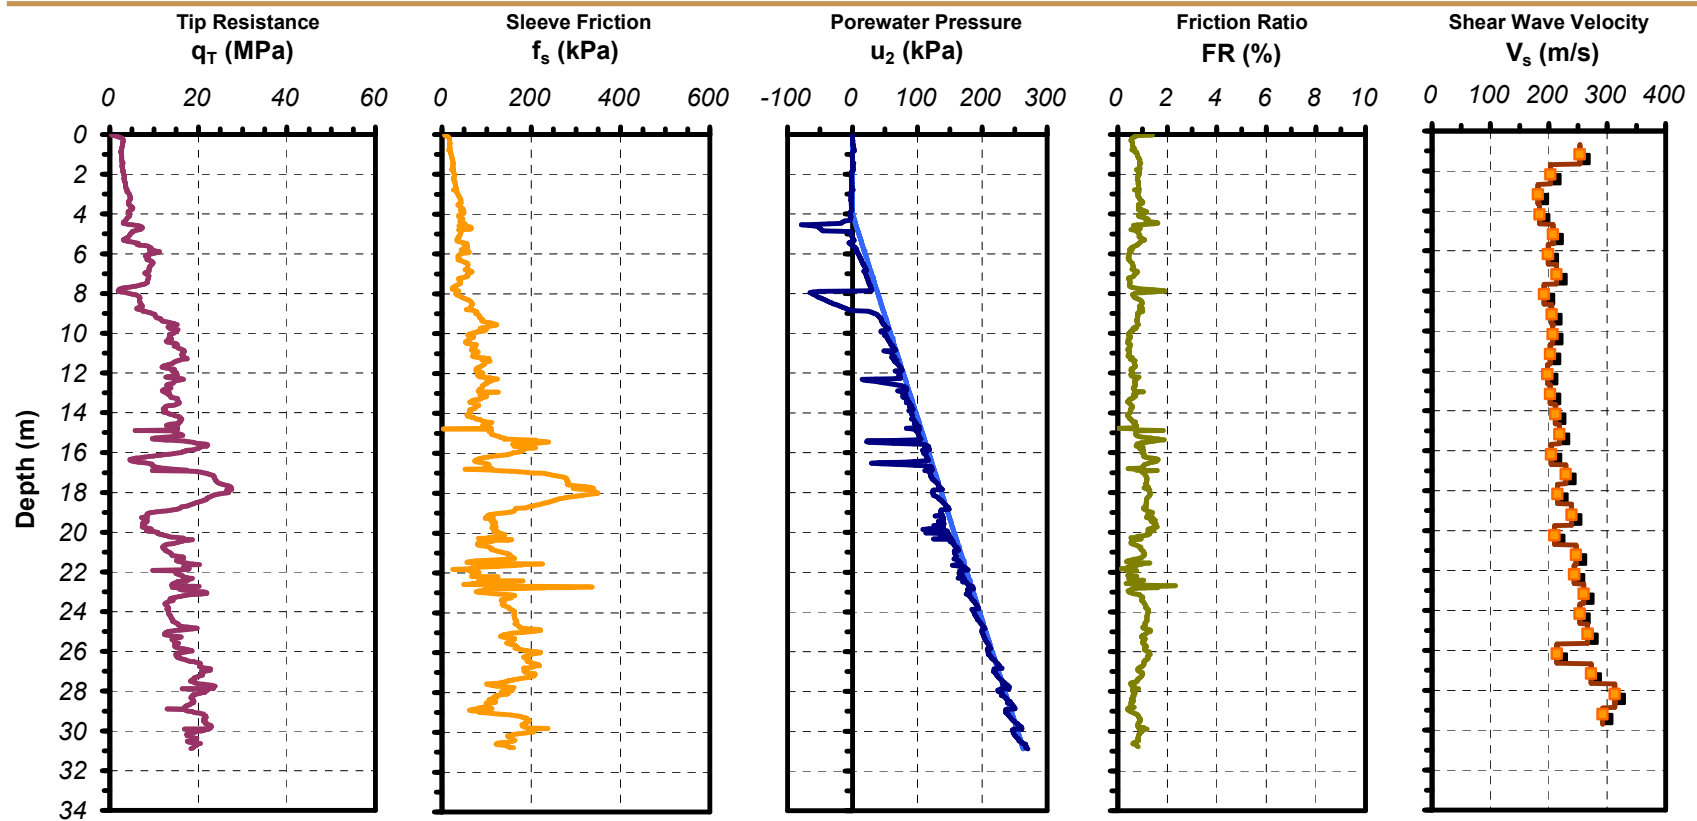 Tip Resistance
qT (MPa)
0 20 40 60
Sleeve Friction
fs (kPa)
0 200 400 600
Porewater Pressure
u2 (kPa)
-100 0 100 200 300
Friction Ratio
FR (%)
0 2 4 6 8 10
Shear Wave Velocity
Vs (m/s)
0 100 200 300 400
Depth (m)
0
2
4
6
8
10
12
14
16
18
20
22
24
26
28
30
32
34